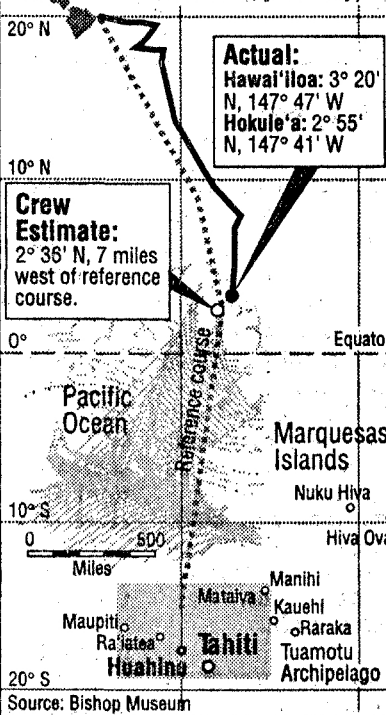 20° N
Actual:
Hawai'iloa: 3° 20'
N, 147° 47' W
Hokule'a: 2° 55'
N, 147° 41' W
10° N
Crew
Estimate:
2° 36' N, 7 miles
west of reference
course.
0°
Equato
Reference course
Pacific
Ocean
Marquesas
Islands
Nuku Hiva
10° S
Hiva Ov
0 500
Miles
Manihi
Mataiva
Kauehi
Maupiti
Raraka
Ra'iatea
Tahiti
Huahine
Tuamotu
Archipelago
20° S
Source: Bishop Museum